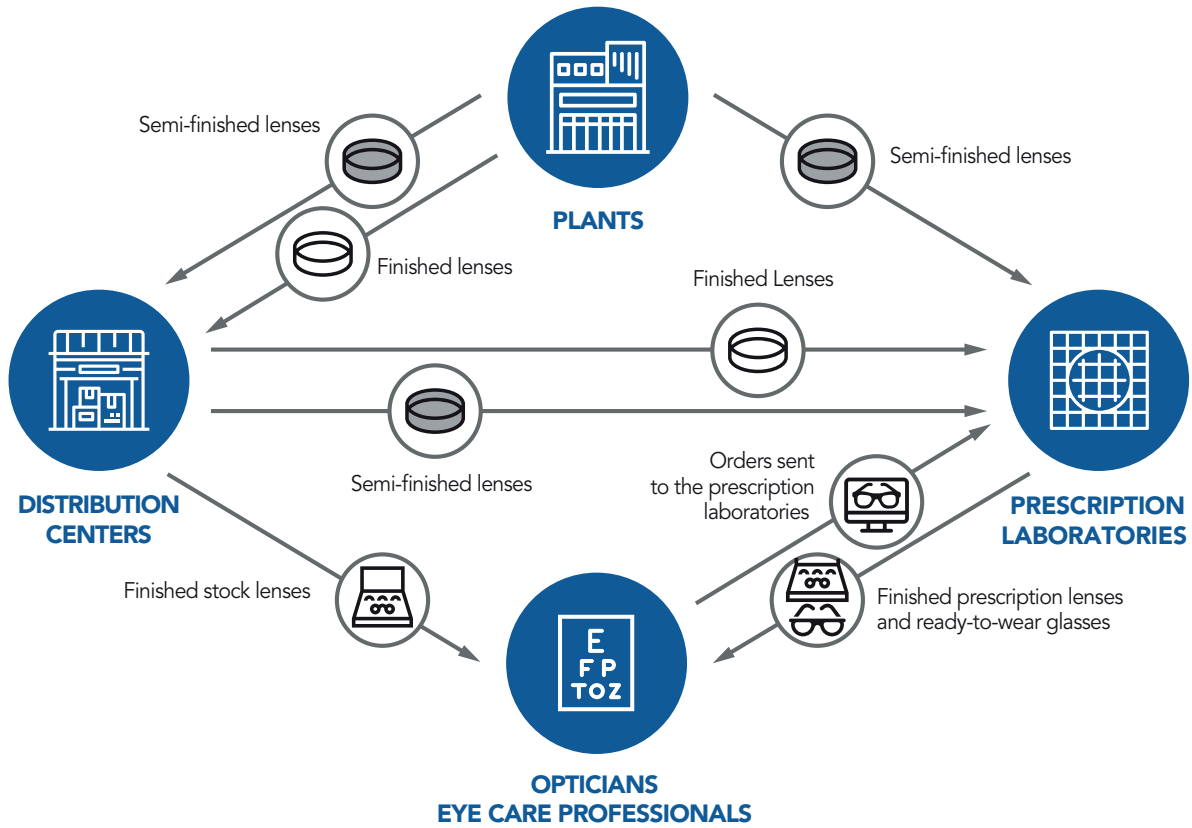 Semi-finished lenses
Semi-finished lenses
PLANTS
Finished lenses
Finished Lenses
Semi-finished lenses
DISTRIBUTION
CENTERS
Orders sent
to the prescription
laboratories
PRESCRIPTION
LABORATORIES
Finished stock lenses
Finished prescription lenses
and ready-to-wear glasses
E
F P
TOZ
OPTICIANS
EYE CARE PROFESSIONALS